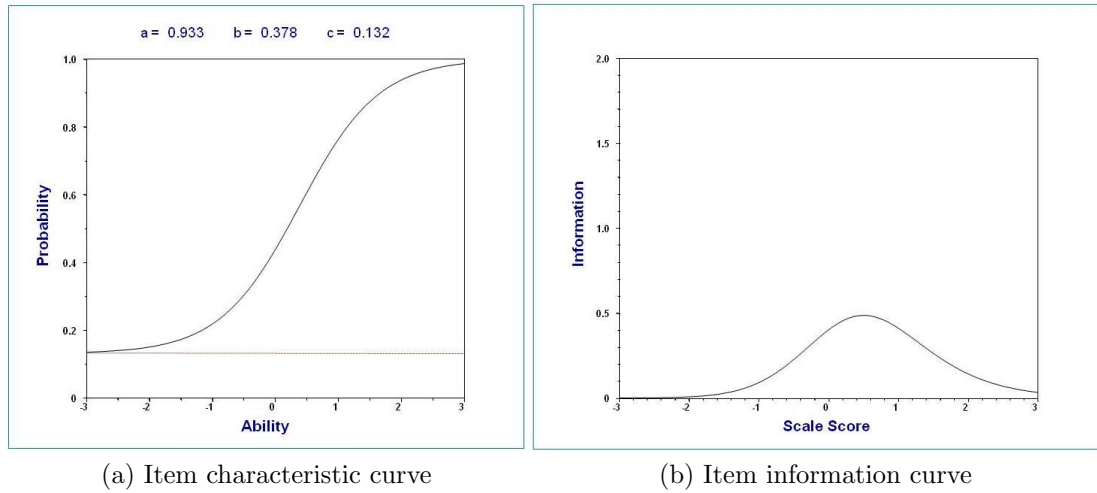 a = 0.933 b = 0.378 c = 0.132
1.0
0.8
0.6
0.4
0.2
0
-3 -2 -1 0 1 2 3
Probability
Ability
2.0
1.5
1.0
0.5
0
-3 -2 -1 0 1 2 3
Information
Scale Score
(a) Item characteristic curve
(b) Item information curve